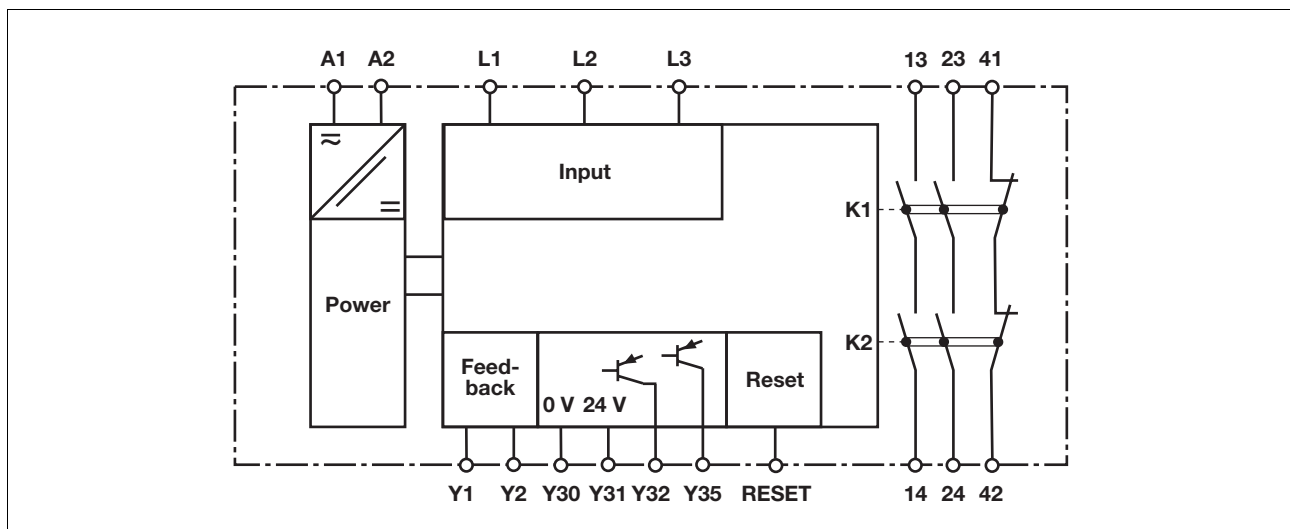 A1 A2 L1 L2 L3 13 23 41
Input
K1
Power
K2
Feed-
back
0 V 24 V
Reset
Y1 Y2 Y30 Y31 Y32 Y35 RESET 14 24 42